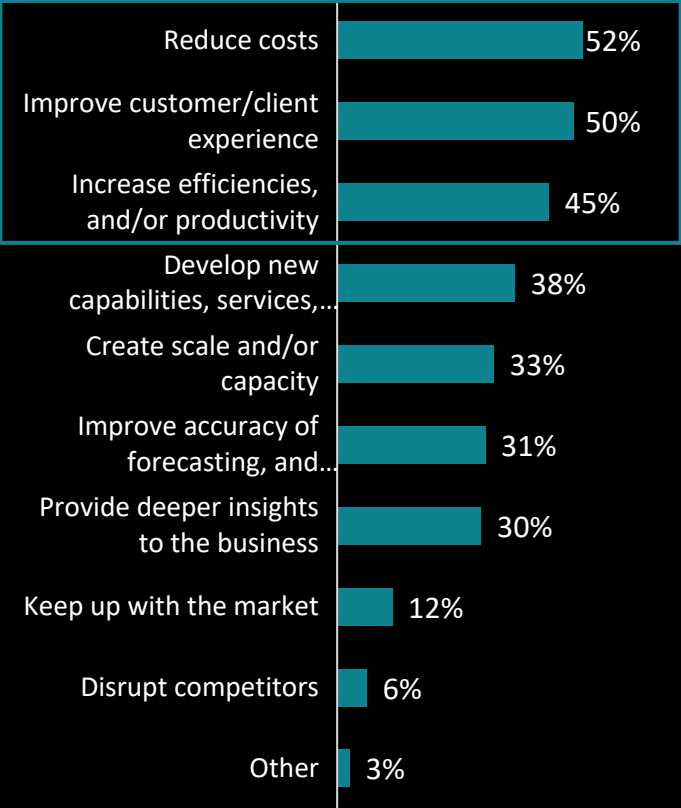 Reduce costs
52%
Improve customer/client
experience
50%
Increase efficiencies,
and/or productivity
45%
Develop new
capabilities, services,...
38%
Create scale and/or
capacity
33%
Improve accuracy of
forecasting, and...
31%
Provide deeper insights
to the business
30%
Keep up with the market
12%
Disrupt competitors
6%
Other
3%